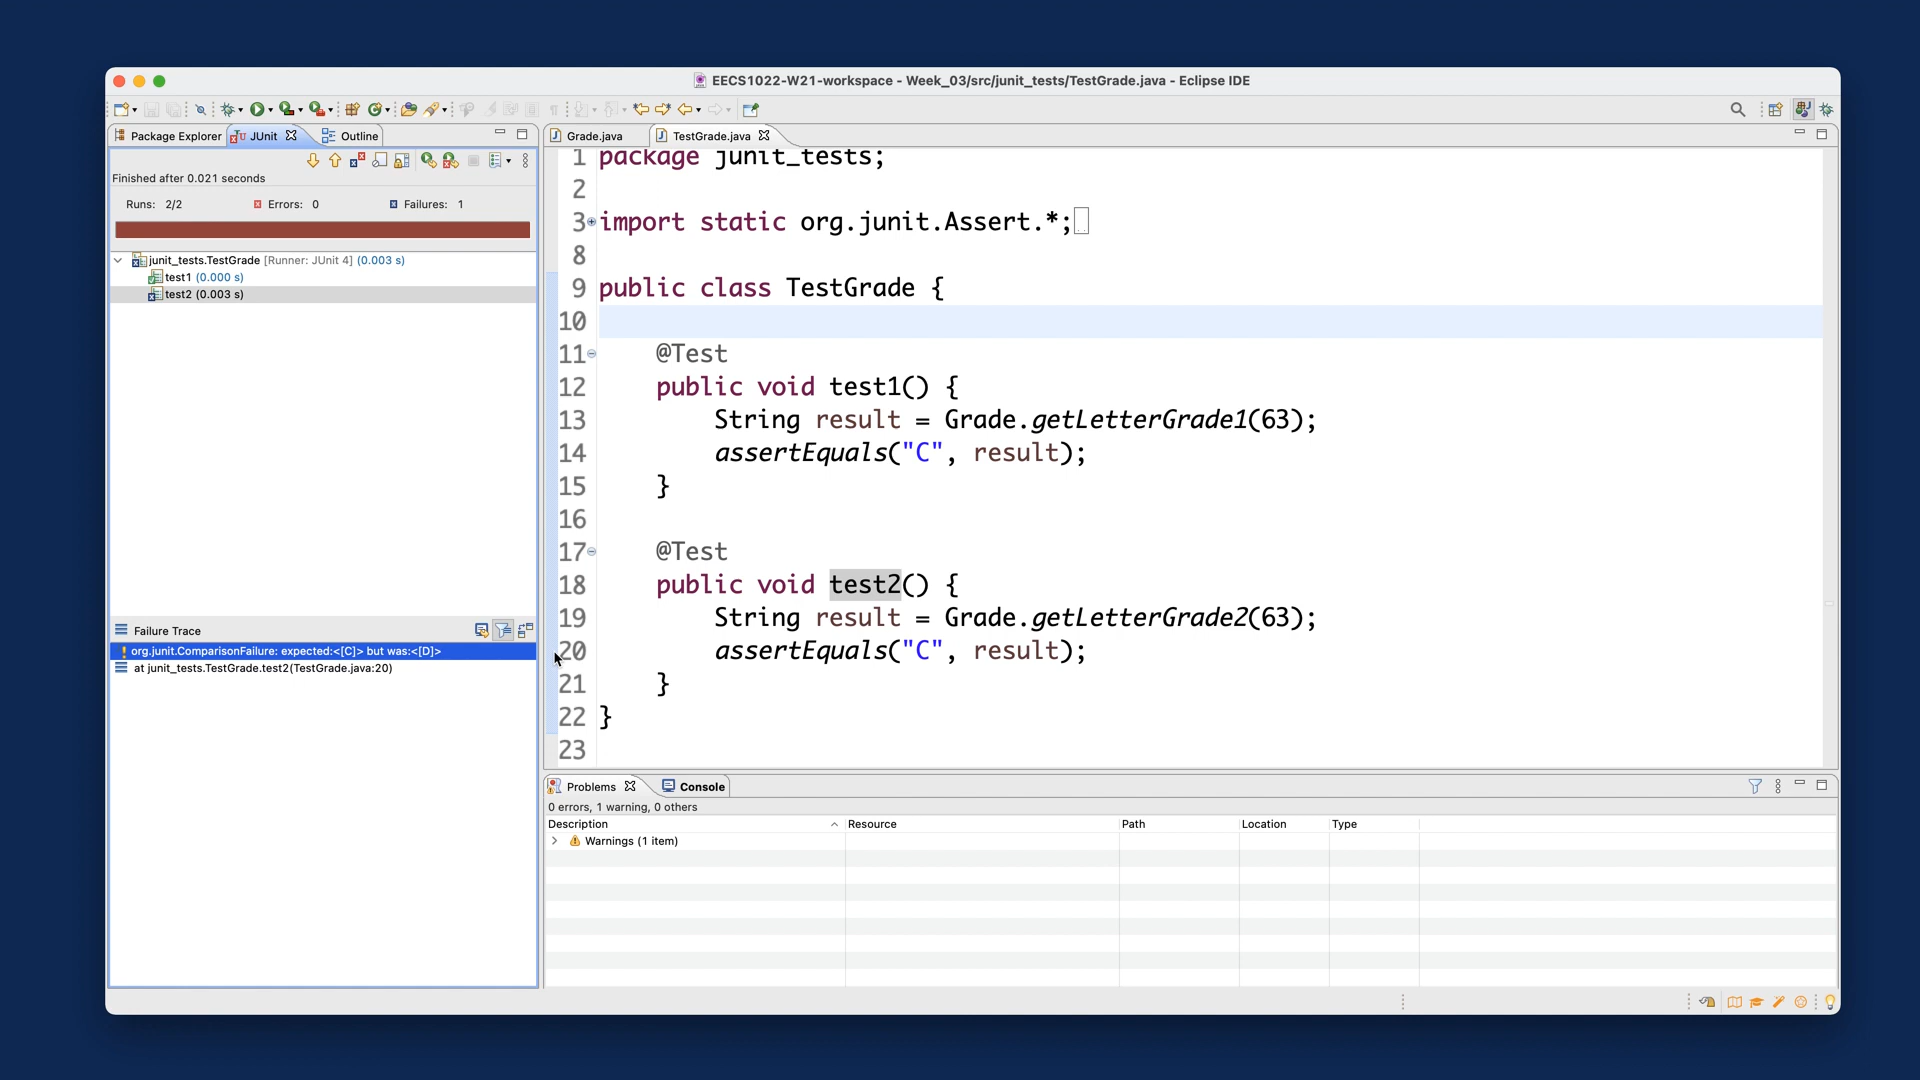 EECS1022-W21-workspace - Week_03/src/junit_tests/TestGrade.java - Eclipse IDE
Package Explorer
JUnit
Outline
Finished after 0.021 seconds
Runs: 2/2
Errors: 0
Failures: 1
junit_tests.TestGrade [Runner: JUnit 4] (0.003 s)
test1 (0.000 s)
test2 (0.003 s)
Failure Trace
org.junit.ComparisonFailure: expected:<[C]> but was:<[D]>
at junit_tests.TestGrade.test2(TestGrade.java:20)
Grade.java
TestGrade.java
1 package junit_tests;
2
3 import static org.junit.Assert.*;
8
9 public class TestGrade {
10
11 @Test
12 public void test1() {
13 String result = Grade.getLetterGrade1(63);
14 assertEquals("C", result);
15 }
16
17 @Test
18 public void test2() {
19 String result = Grade.getLetterGrade2(63);
20 assertEquals("C", result);
21 }
22 }
23
Problems
Console
0 errors, 1 warning, 0 others
Description Resource Path Location Type
Warnings (1 item)